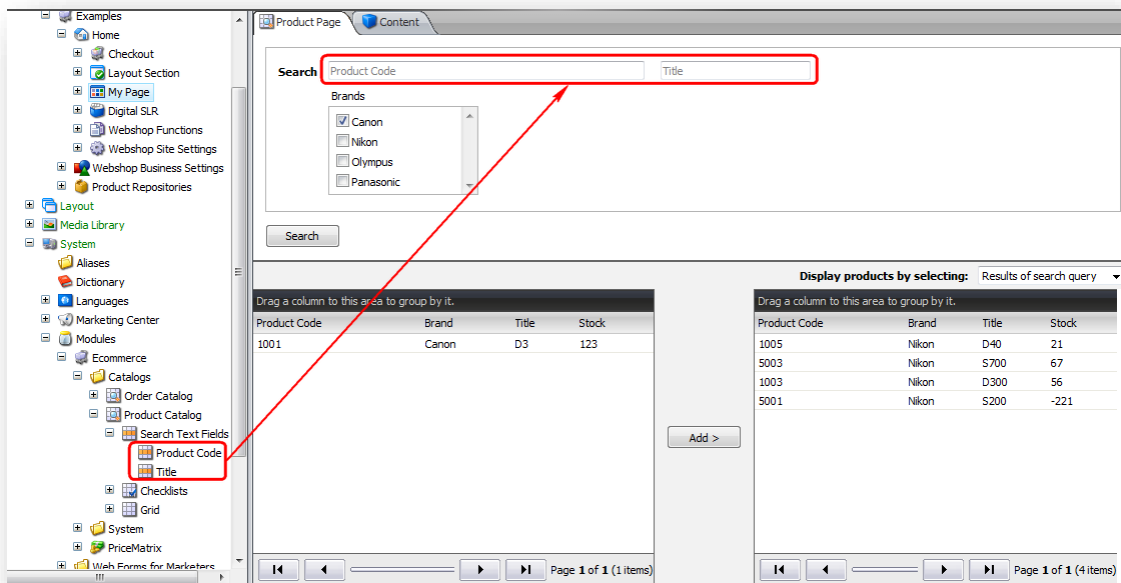 Examples
Home
Checkout
Layout Section
My Page
Digital SLR
Webshop Functions
Webshop Site Settings
Webshop Business Settings
Product Repositories
Layout
Media Library
System
Aliases
Dictionary
Languages
Marketing Center
Modules
Ecommerce
Catalogs
Order Catalog
Product Catalog
Search Text Fields
Product Code
Title
Checklists
Grid
System
PriceMatrix
Web Forms for Marketers
Product Page Content
Search Product Code Title
Brands
Canon
Nikon
Olympus
Panasonic
Search
Display products by selecting: Results of search query
Drag a column to this area to group by it.
Product Code Brand Title Stock
1001 Canon D3 123
Page 1 of 1 (1 items)
Add >
Drag a column to this area to group by it.
Product Code Brand Title Stock
1005 Nikon D40 21
5003 Nikon S700 67
1003 Nikon D300 56
5001 Nikon S200 -221
Page 1 of 1 (4 items)